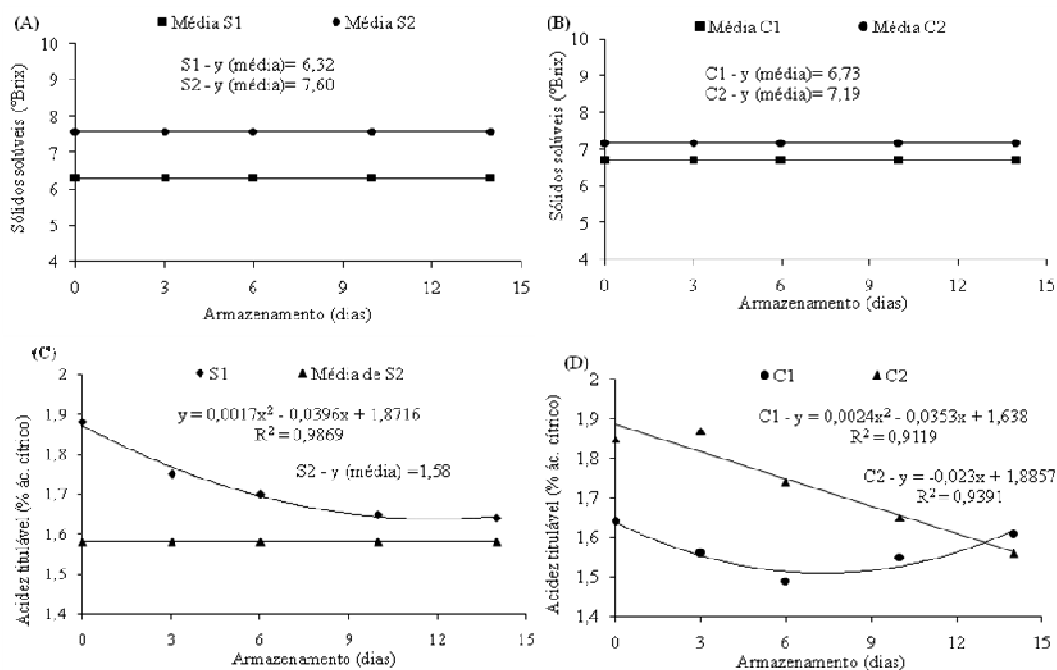 (A)
Média S1 Média S2
10
9
8
7
6
5
4
S1 - y (média)= 6,32
S2 - y (média)= 7,60
0 3 6 9 12 15
Sólidos solúveis (°Brix)
Armazenamento (dias)
(B)
Média C1 Média C2
10
9
8
7
6
5
4
C1 - y (média)= 6,73
C2 - y (média)= 7,19
0 3 6 9 12 15
Sólidos solúveis (°Brix)
Armazenamento (dias)
(C)
S1 Média de S2
2
1,9
1,8
1,7
1,6
1,5
1,4
y = 0,0017x² - 0,0396x + 1,8716
R² = 0,9869
S2 - y (média) =1,58
0 3 6 9 12 15
Acidez titulável (% ác. cítrico)
Armazenamento (dias)
(D)
C1 C2
2
1,9
1,8
1,7
1,6
1,5
1,4
C1 - y = 0,0024x² - 0,0353x + 1,638
R² = 0,9119
C2 - y = -0,023x + 1,8857
R² = 0,9391
0 3 6 9 12 15
Acidez titulável (% ác. cítrico)
Armazenamento (dias)